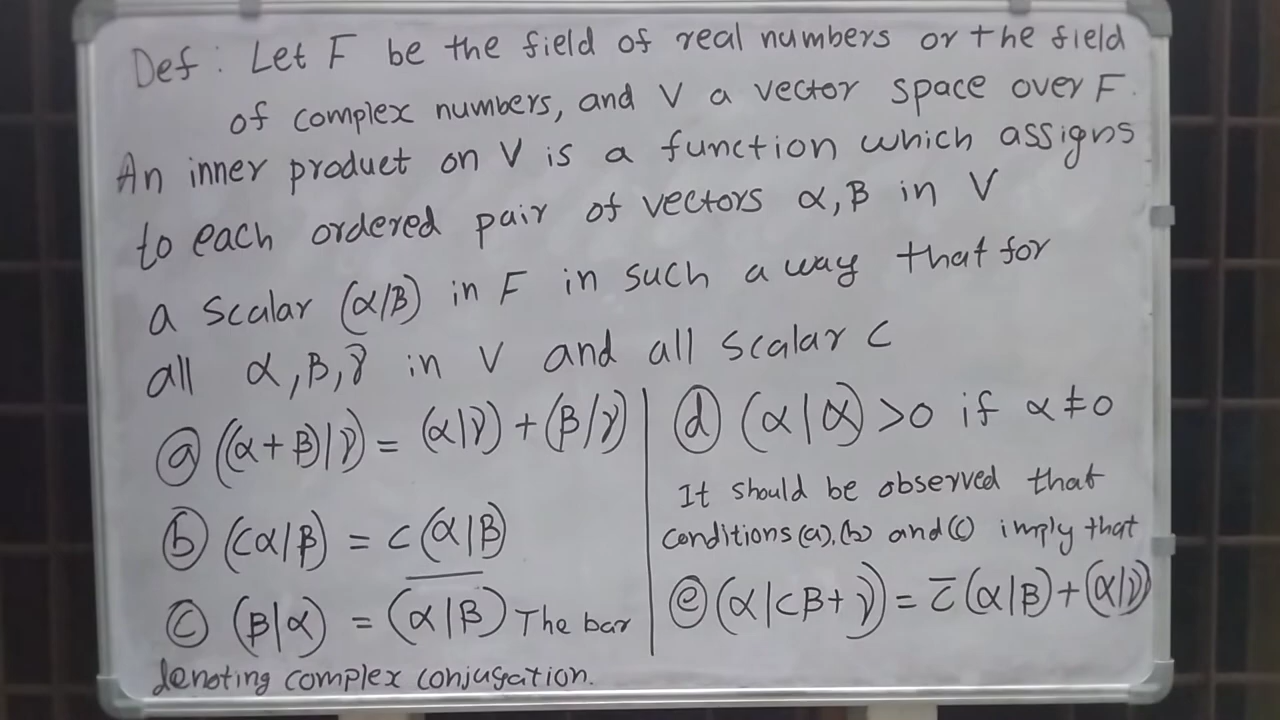 Def : Let F be the field of real numbers or the field
of complex numbers, and V a vector space over F.
An inner product on V is a function which assigns
to each ordered pair of vectors α, β in V
a scalar (α|β) in F in such a way that for
all α, β, γ in V and all scalar c
ⓐ ((α+β)|γ) = (α|γ) + (β|γ)
ⓑ (cα|β) = c(α|β)
ⓒ (β|α) = \overline{(α|β)} The bar
denoting complex conjugation.
ⓓ (α|α) >0 if α ≠ 0
It should be observed that
conditions (a), (b) and (c) imply that
ⓔ (α|cβ+γ) = c̅(α|β)+(α|γ)